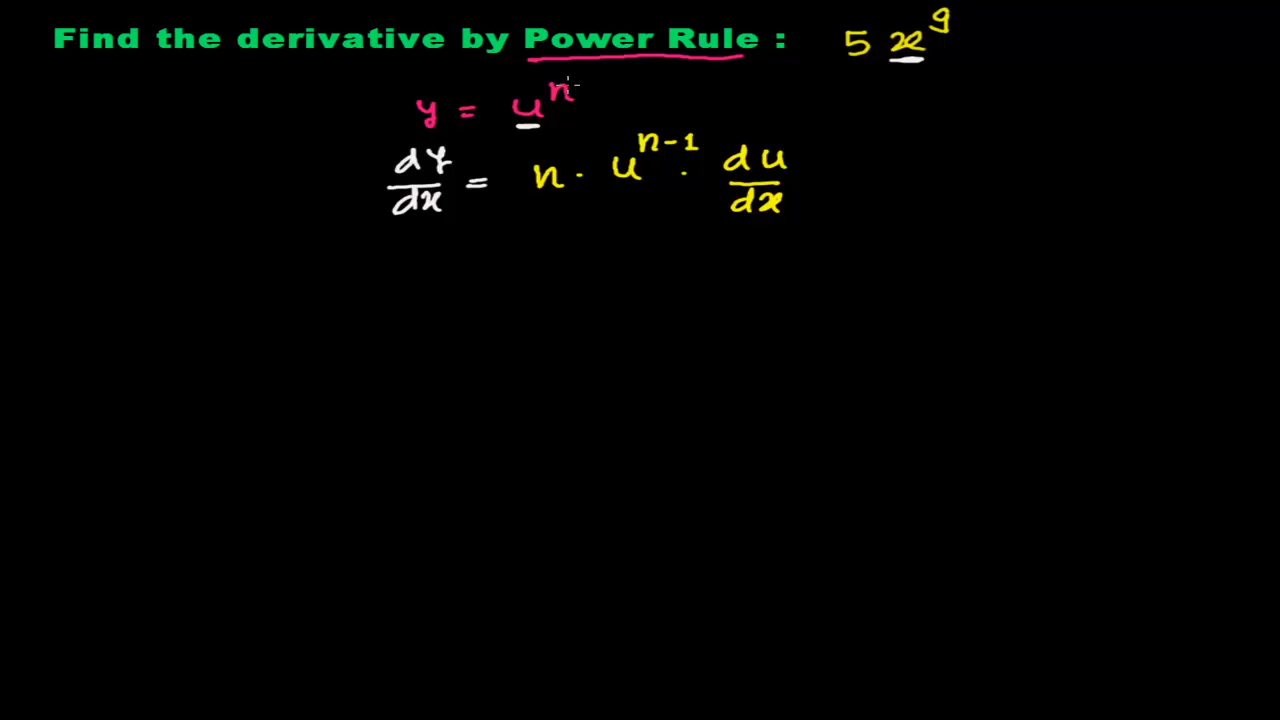 Find the derivative by Power Rule : 5 x^9
y = u^n
dy/dx = n · u^{n-1} · du/dx